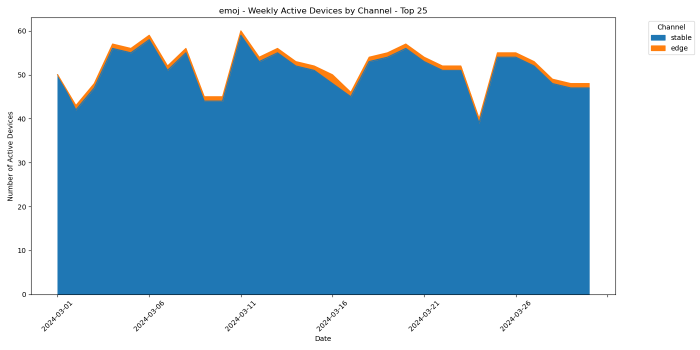 emoj - Weekly Active Devices by Channel - Top 25
Channel
stable
edge
Number of Active Devices
60
50
40
30
20
10
0
2024-03-01
2024-03-06
2024-03-11
2024-03-16
2024-03-21
2024-03-26
Date